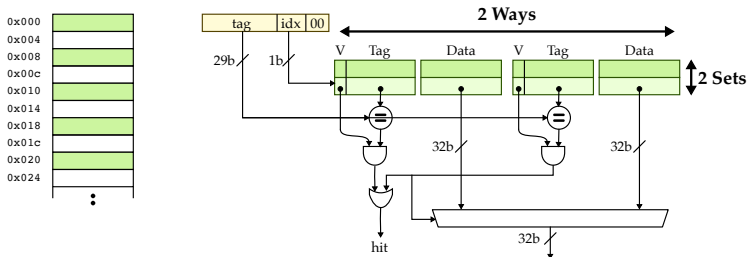 0x000
0x004
0x008
0x00c
0x010
0x014
0x018
0x01c
0x020
0x024
tag idx 00
29b 1b
2 Ways
V Tag Data V Tag Data
2 Sets
= =
32b 32b
hit
32b